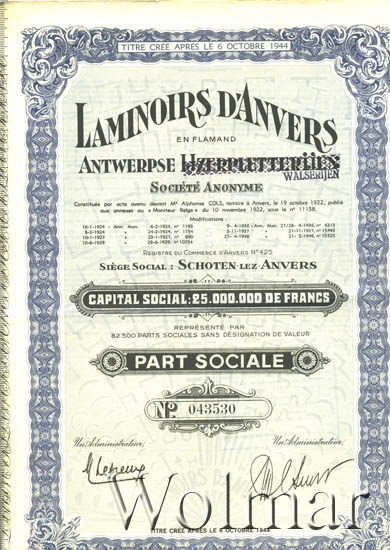 TITRE CRÉÉ APRES LE 6 OCTOBRE 1944
LAMINOIRS D'ANVERS
EN FLAMAND
ANTWERPSE IJZERPLETTERIJEN
WALSERIJEN
SOCIÉTÉ ANONYME
Constituée par acte avenu devant Me Alphonse COLS, notaire à Anvers, le 19 octobre 1922, publié
aux annexes au « Moniteur Belge » du 10 novembre 1922, sous le n° 11158.
Modifications :
REGISTRE DU COMMERCE D'ANVERS N° 425
SIÈGE SOCIAL : SCHOTEN LEZ ANVERS
CAPITAL SOCIAL : 25.000.000 DE FRANCS
REPRÉSENTÉ PAR
82.500 PARTS SOCIALES SANS DÉSIGNATION DE VALEUR
PART SOCIALE
No 043530
Un Administrateur, Un Administrateur,
Wolmar
TITRE CRÉÉ APRES LE 6 OCTOBRE 1944